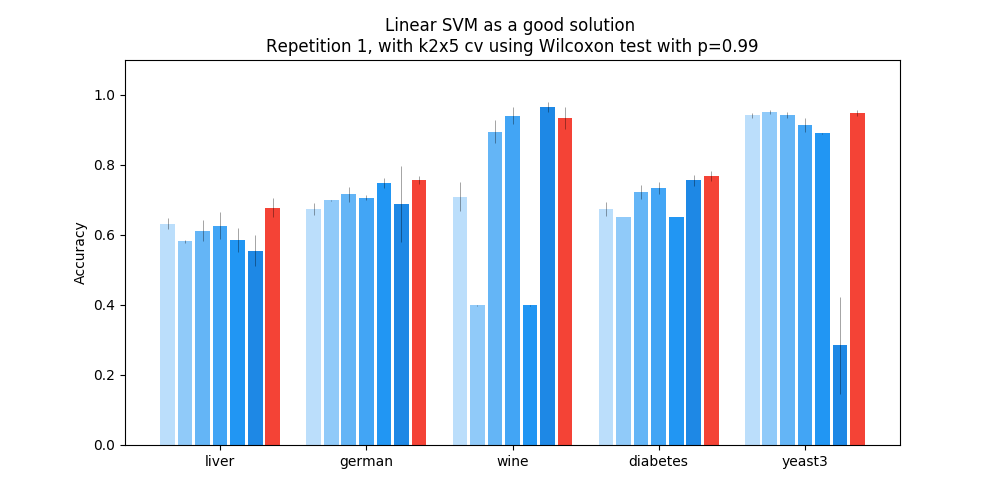 Linear SVM as a good solution
Repetition 1, with k2x5 cv using Wilcoxon test with p=0.99
Accuracy
1.0
0.8
0.6
0.4
0.2
0.0
liver
german
wine
diabetes
yeast3